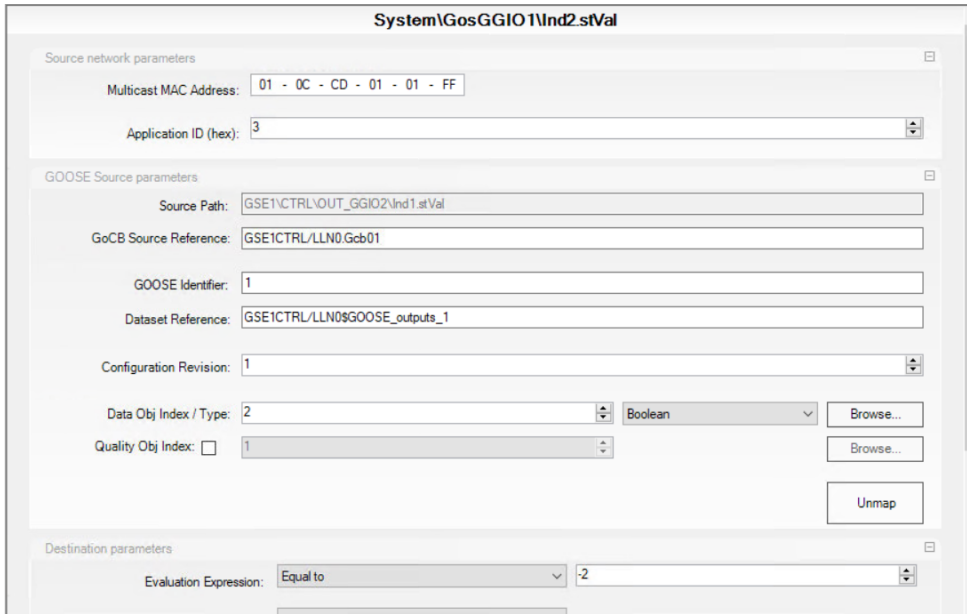 System\GosGGIO1\Ind2.stVal
Source network parameters
Multicast MAC Address: 01 - 0C - CD - 01 - 01 - FF
Application ID (hex): 3
GOOSE Source parameters
Source Path: GSE1\CTRL\OUT_GGIO2\Ind1.stVal
GoCB Source Reference: GSE1CTRL/LLN0.Gcb01
GOOSE Identifier: 1
Dataset Reference: GSE1CTRL/LLN0$GOOSE_outputs_1
Configuration Revision: 1
Data Obj Index / Type: 2 Boolean Browse...
Quality Obj Index: 1 Browse...
Unmap
Destination parameters
Evaluation Expression: Equal to -2